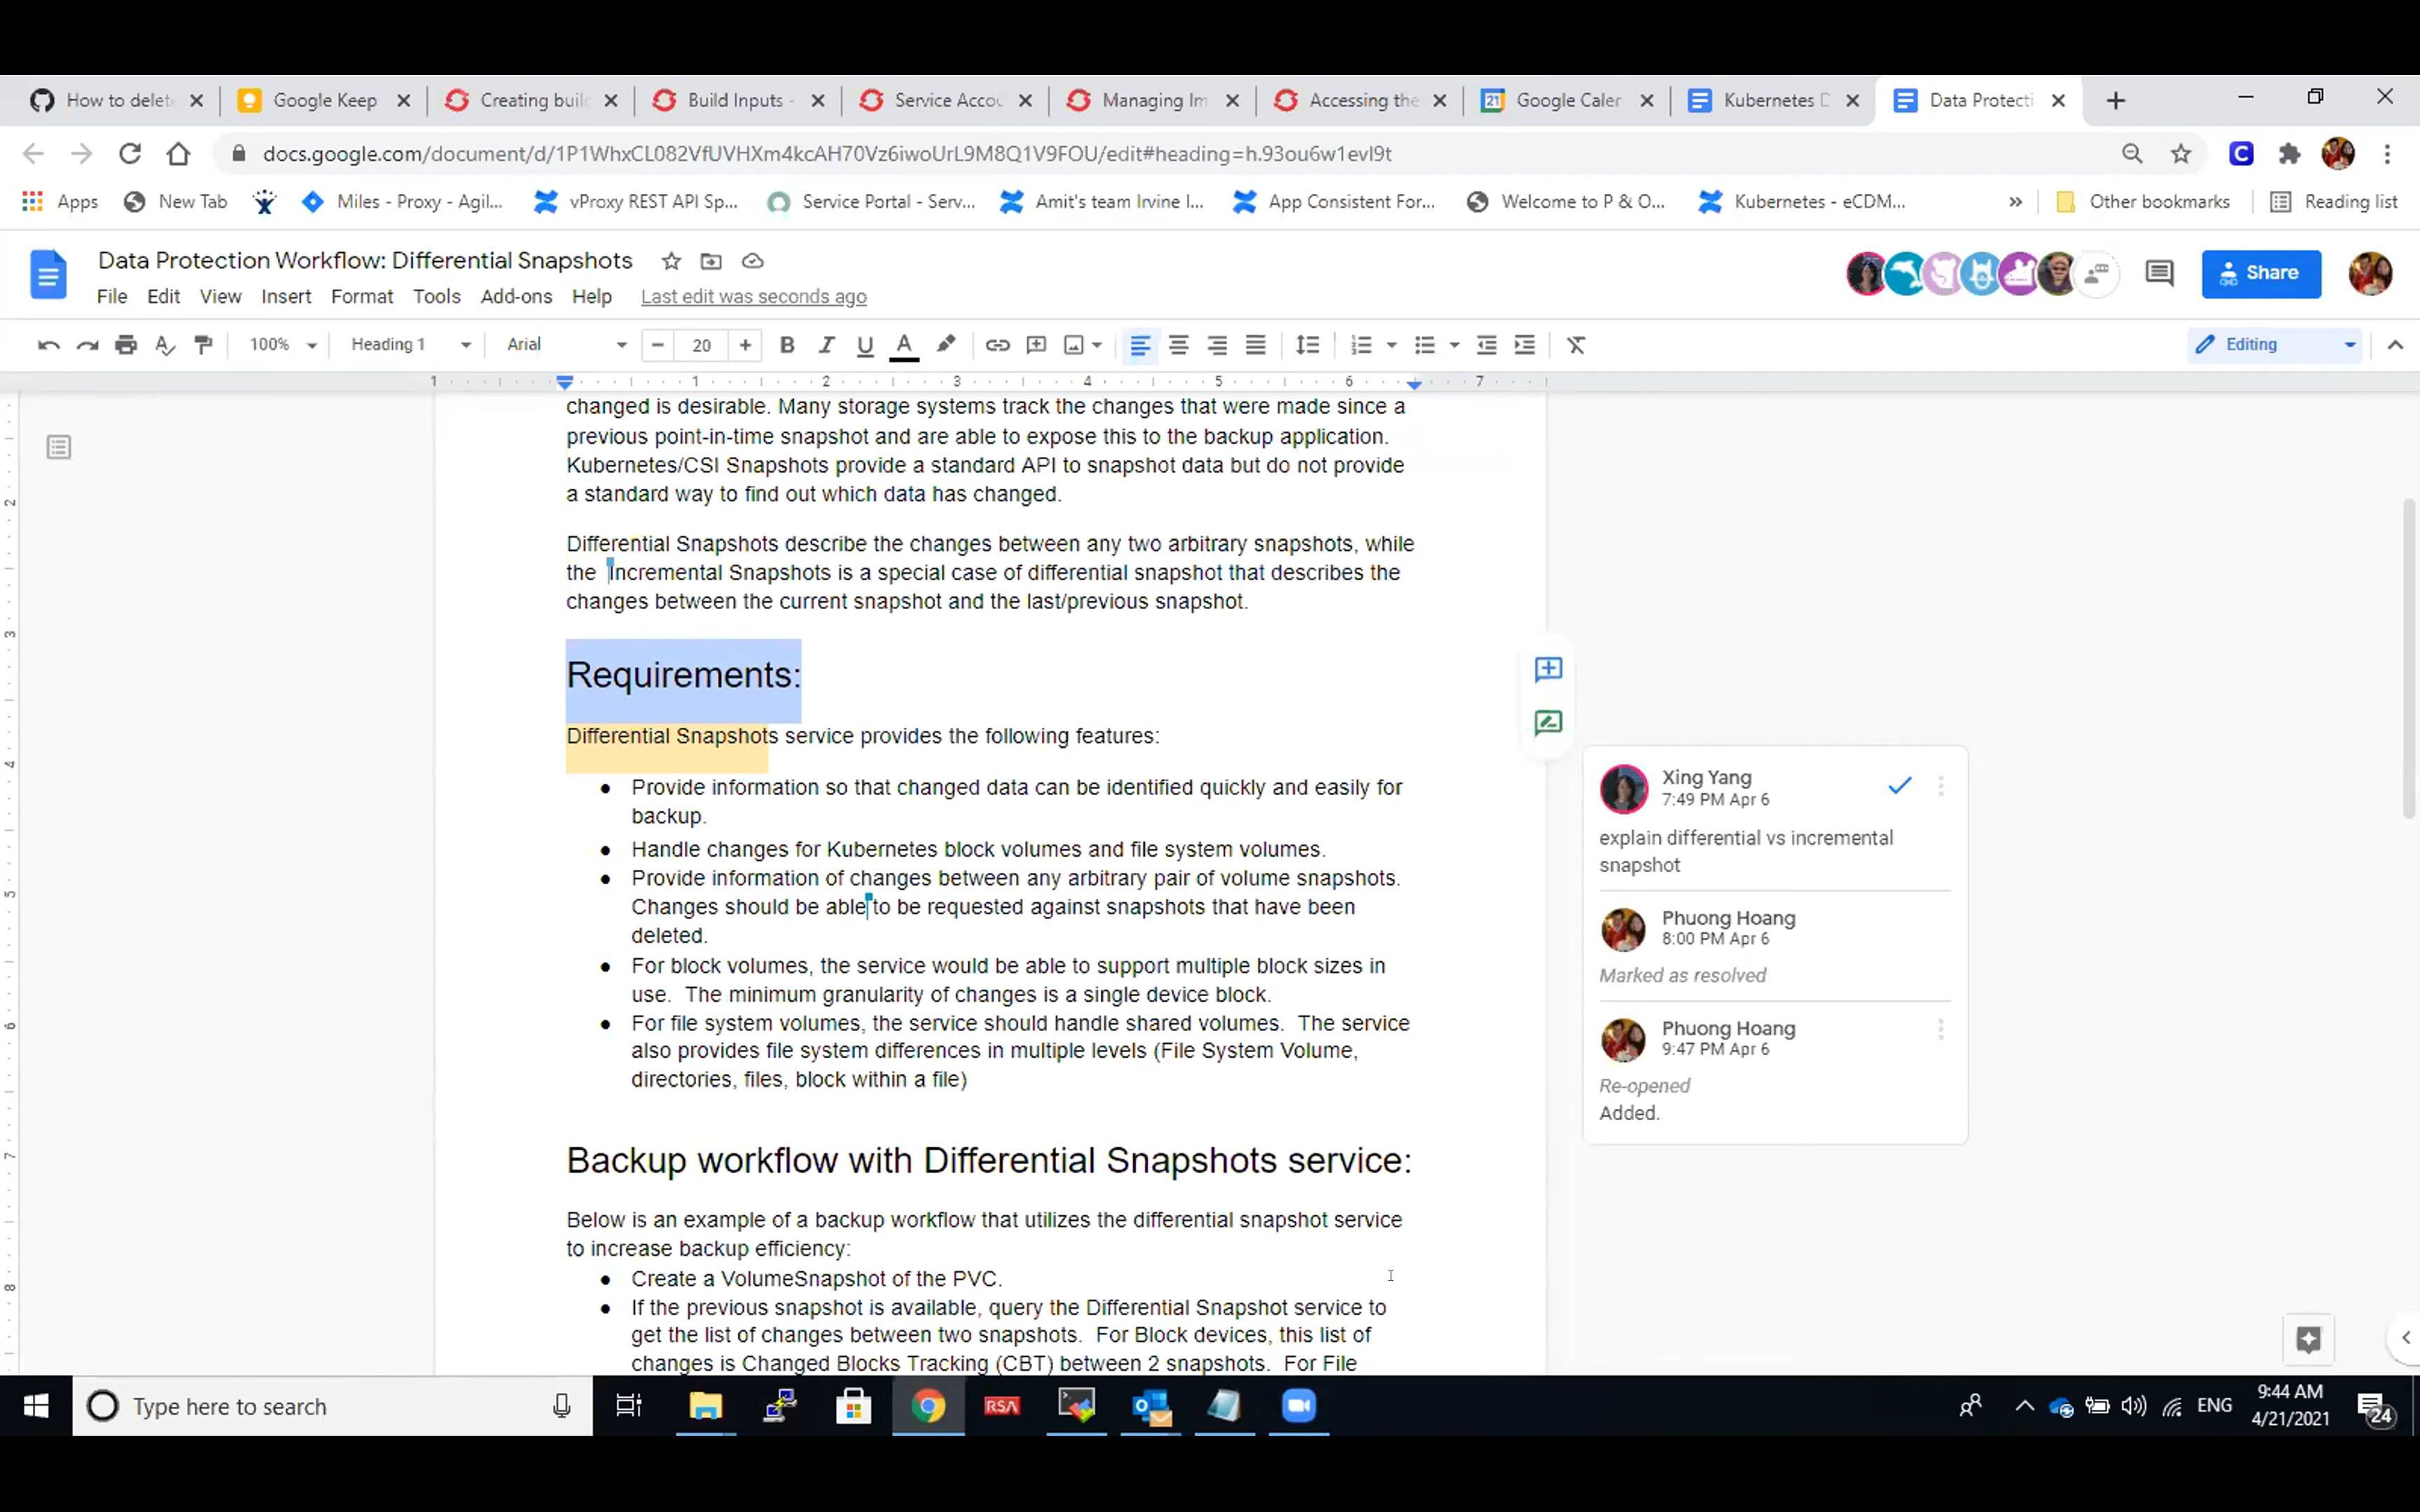 How to delet
Google Keep
Creating buil
Build Inputs -
Service Accou
Managing Im
Accessing the
21
Google Caler
Kubernetes D
Data Protecti
docs.google.com/document/d/1P1WhxCL082VfUVHXm4kcAH70Vz6iwoUrL9M8Q1V9FOU/edit#heading=h.93ou6w1evl9t
C
Apps
New Tab
Miles - Proxy - Agil...
vProxy REST API Sp...
Service Portal - Serv...
Amit's team Irvine I...
App Consistent For...
Welcome to P & O...
Kubernetes - eCDM...
»
Other bookmarks
Reading list
Data Protection Workflow: Differential Snapshots
File Edit View Insert Format Tools Add-ons Help Last edit was seconds ago
Share
100% Heading 1 Arial 20 B I U A Editing
1 1 2 3 4 5 6 7
changed is desirable. Many storage systems track the changes that were made since a
previous point-in-time snapshot and are able to expose this to the backup application.
Kubernetes/CSI Snapshots provide a standard API to snapshot data but do not provide
a standard way to find out which data has changed.
Differential Snapshots describe the changes between any two arbitrary snapshots, while
the Incremental Snapshots is a special case of differential snapshot that describes the
changes between the current snapshot and the last/previous snapshot.
Requirements:
Differential Snapshots service provides the following features:
● Provide information so that changed data can be identified quickly and easily for
backup.
● Handle changes for Kubernetes block volumes and file system volumes.
● Provide information of changes between any arbitrary pair of volume snapshots.
Changes should be able to be requested against snapshots that have been
deleted.
● For block volumes, the service would be able to support multiple block sizes in
use. The minimum granularity of changes is a single device block.
● For file system volumes, the service should handle shared volumes. The service
also provides file system differences in multiple levels (File System Volume,
directories, files, block within a file)
Backup workflow with Differential Snapshots service:
Below is an example of a backup workflow that utilizes the differential snapshot service
to increase backup efficiency:
● Create a VolumeSnapshot of the PVC.
● If the previous snapshot is available, query the Differential Snapshot service to
get the list of changes between two snapshots. For Block devices, this list of
changes is Changed Blocks Tracking (CBT) between 2 snapshots. For File
2
3
4
5
6
7
8
Xing Yang
7:49 PM Apr 6
explain differential vs incremental
snapshot
Phuong Hoang
8:00 PM Apr 6
Marked as resolved
Phuong Hoang
9:47 PM Apr 6
Re-opened
Added.
Type here to search
RSA
ENG
9:44 AM
4/21/2021
24